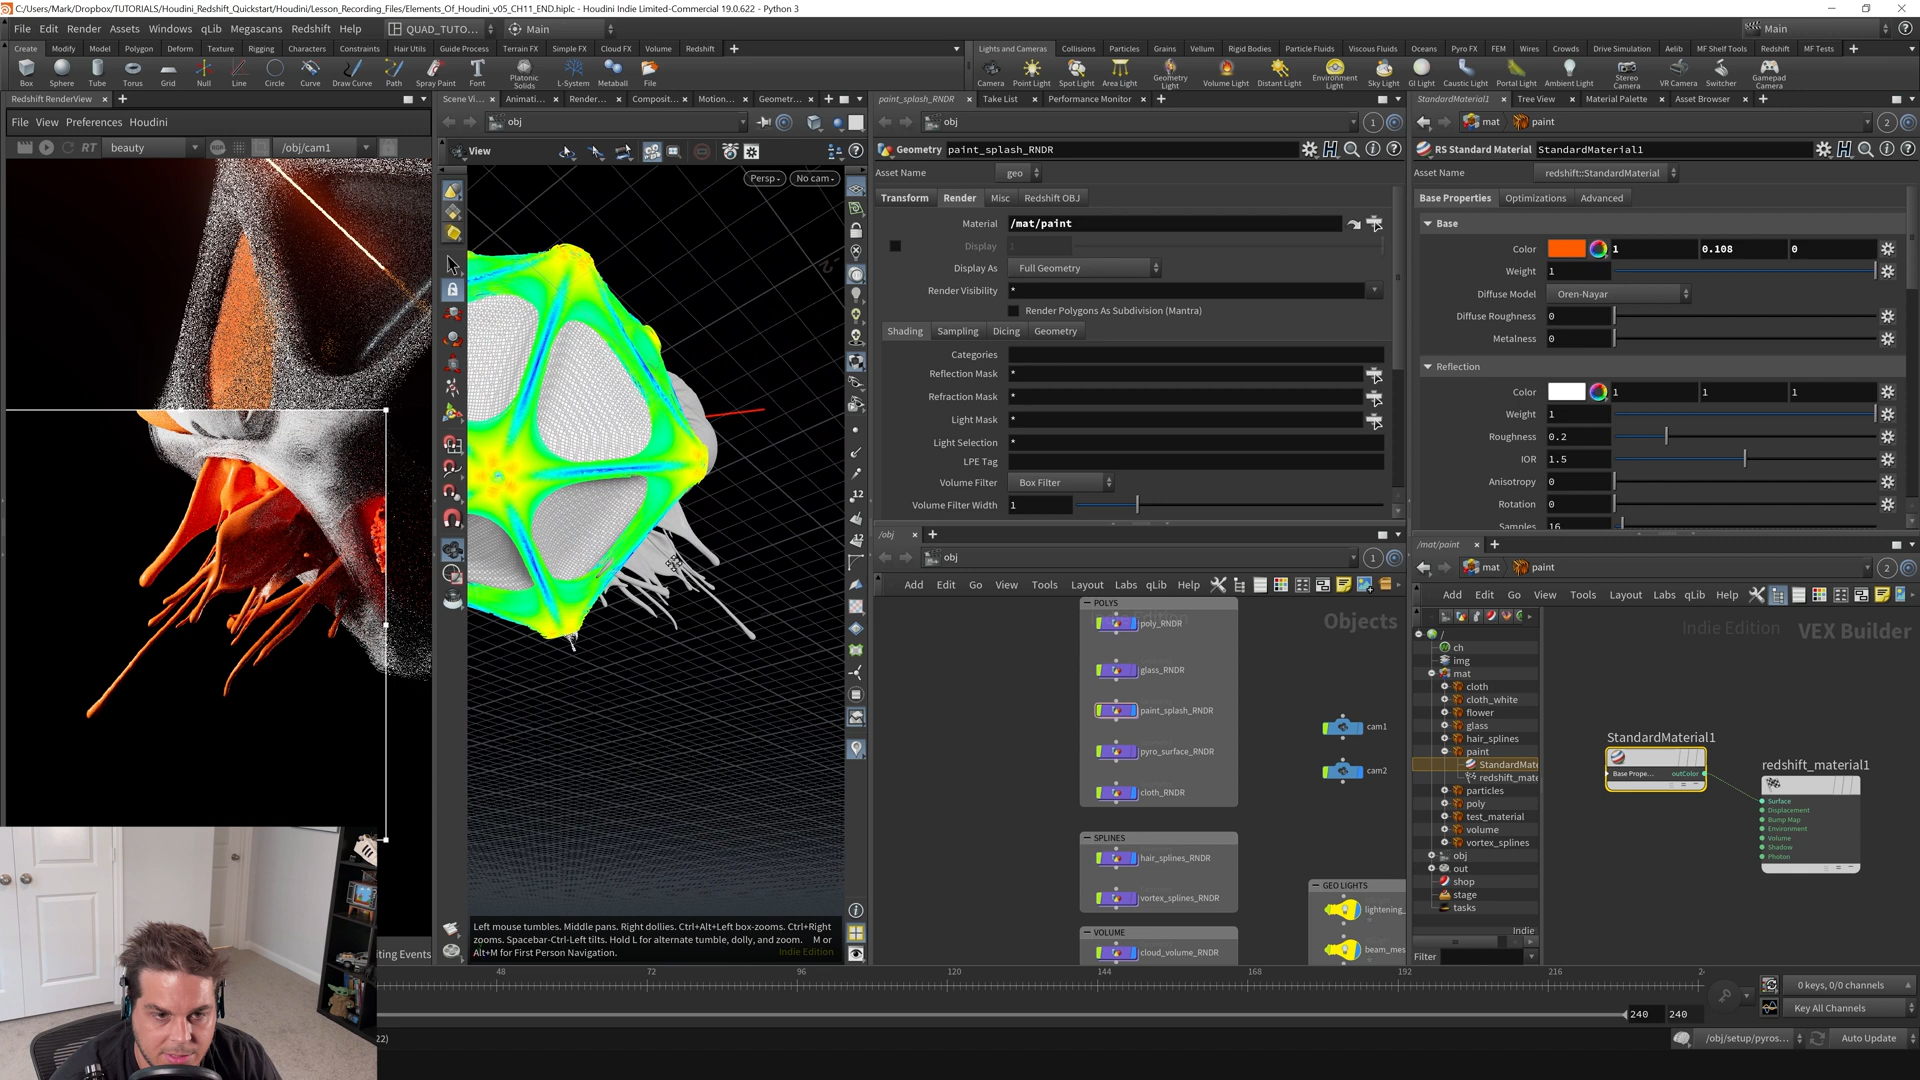 C:/Users/Mark/Dropbox/TUTORIALS/Houdini_Redshift_Quickstart/Houdini/Lesson_Recording_Files/Elements_Of_Houdini_v05_CH11_END.hiplc - Houdini Indie Limited-Commercial 19.0.622 - Python 3
File Edit Render Assets Windows qLib Megascans Redshift Help QUAD_TUTO... Main Main
Create Modify Model Polygon Deform Texture Rigging Characters Constraints Hair Utils Guide Process Terrain FX Simple FX Cloud FX Volume Redshift
Lights and Cameras Collisions Particles Grains Vellum Rigid Bodies Particle Fluids Viscous Fluids Oceans Pyro FX FEM Wires Crowds Drive Simulation Aelib MF Shelf Tools Redshift MF Tests
Box Sphere Tube Torus Grid Null Line Circle Curve Draw Curve Path Spray Paint Font Platonic Solids L-System Metaball File
Camera Point Light Spot Light Area Light Geometry Light Volume Light Distant Light Environment Light Sky Light GI Light Caustic Light Portal Light Ambient Light Stereo Camera VR Camera Switcher Gamepad Camera
Redshift RenderView
File View Preferences Houdini
RT beauty /obj/cam1
Scene Vi... Animati... Render... Composit... Motion... Geometr...
obj
View
Persp No cam
12
12
Left mouse tumbles. Middle pans. Right dollies. Ctrl+Alt+Left box-zooms. Ctrl+Right
zooms. Spacebar-Ctrl-Left tilts. Hold L for alternate tumble, dolly, and zoom. M or
Alt+M for First Person Navigation.
Indie Edition
paint_splash_RNDR Take List Performance Monitor
obj 1
Geometry paint_splash_RNDR
Asset Name geo
Transform Render Misc Redshift OBJ
Material /mat/paint
Display 1
Display As Full Geometry
Render Visibility *
Render Polygons As Subdivision (Mantra)
Shading Sampling Dicing Geometry
Categories
Reflection Mask *
Refraction Mask *
Light Mask *
Light Selection *
LPE Tag
Volume Filter Box Filter
Volume Filter Width 1
/obj
obj 1
Add Edit Go View Tools Layout Labs qLib Help
Objects
POLYS
poly_RNDR
glass_RNDR
paint_splash_RNDR
pyro_surface_RNDR
cloth_RNDR
cam1
cam2
SPLINES
hair_splines_RNDR
vortex_splines_RNDR
VOLUME
cloud_volume_RNDR
GEO LIGHTS
lightening_
beam_mes
StandardMaterial1 Tree View Material Palette Asset Browser
mat paint 2
RS Standard Material StandardMaterial1
Asset Name redshift::StandardMaterial
Base Properties Optimizations Advanced
Base
Color 1 0.108 0
Weight 1
Diffuse Model Oren-Nayar
Diffuse Roughness 0
Metalness 0
Reflection
Color 1 1 1
Weight 1
Roughness 0.2
IOR 1.5
Anisotropy 0
Rotation 0
Samples 16
/mat/paint
mat paint 2
Add Edit Go View Tools Layout Labs qLib Help
/
ch
img
mat
cloth
cloth_white
flower
glass
hair_splines
paint
StandardMate
redshift_mate
particles
poly
test_material
volume
vortex_splines
obj
out
shop
stage
tasks
Indie
Filter
Indie Edition VEX Builder
StandardMaterial1
Base Prope... outColor
redshift_material1
Surface
Displacement
Bump Map
Environment
Volume
Shadow
Photon
iting Events
48 72 96 120 144 168 192 216 2
240 240
0 keys, 0/0 channels
Key All Channels
22)
/obj/setup/pyros... Auto Update